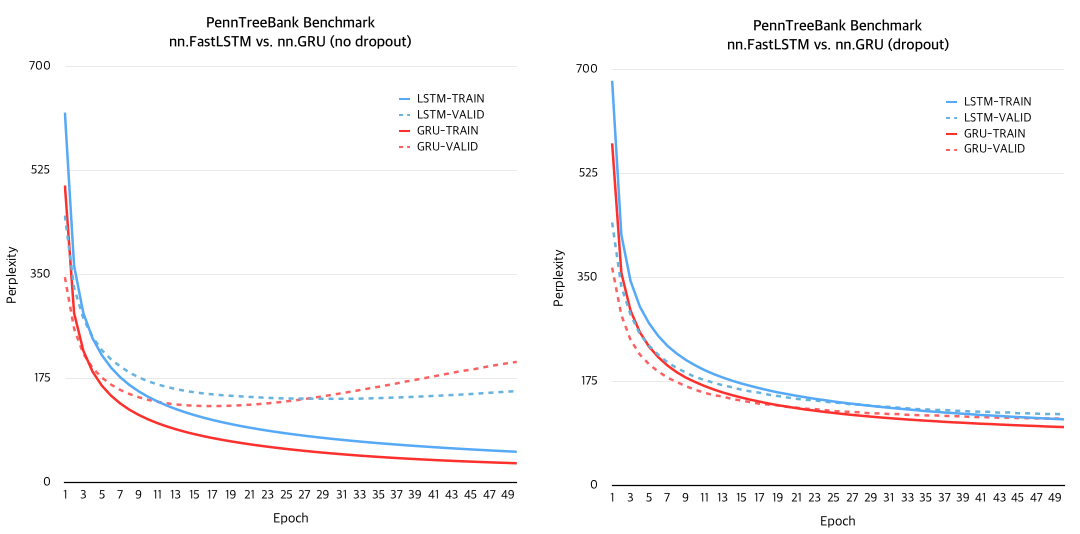 PennTreeBank Benchmark
nn.FastLSTM vs. nn.GRU (no dropout)
700
525
350
175
0
Perplexity
LSTM-TRAIN
LSTM-VALID
GRU-TRAIN
GRU-VALID
1 3 5 7 9 11 13 15 17 19 21 23 25 27 29 31 33 35 37 39 41 43 45 47 49
Epoch
PennTreeBank Benchmark
nn.FastLSTM vs. nn.GRU (dropout)
700
525
350
175
0
Perplexity
LSTM-TRAIN
LSTM-VALID
GRU-TRAIN
GRU-VALID
1 3 5 7 9 11 13 15 17 19 21 23 25 27 29 31 33 35 37 39 41 43 45 47 49
Epoch